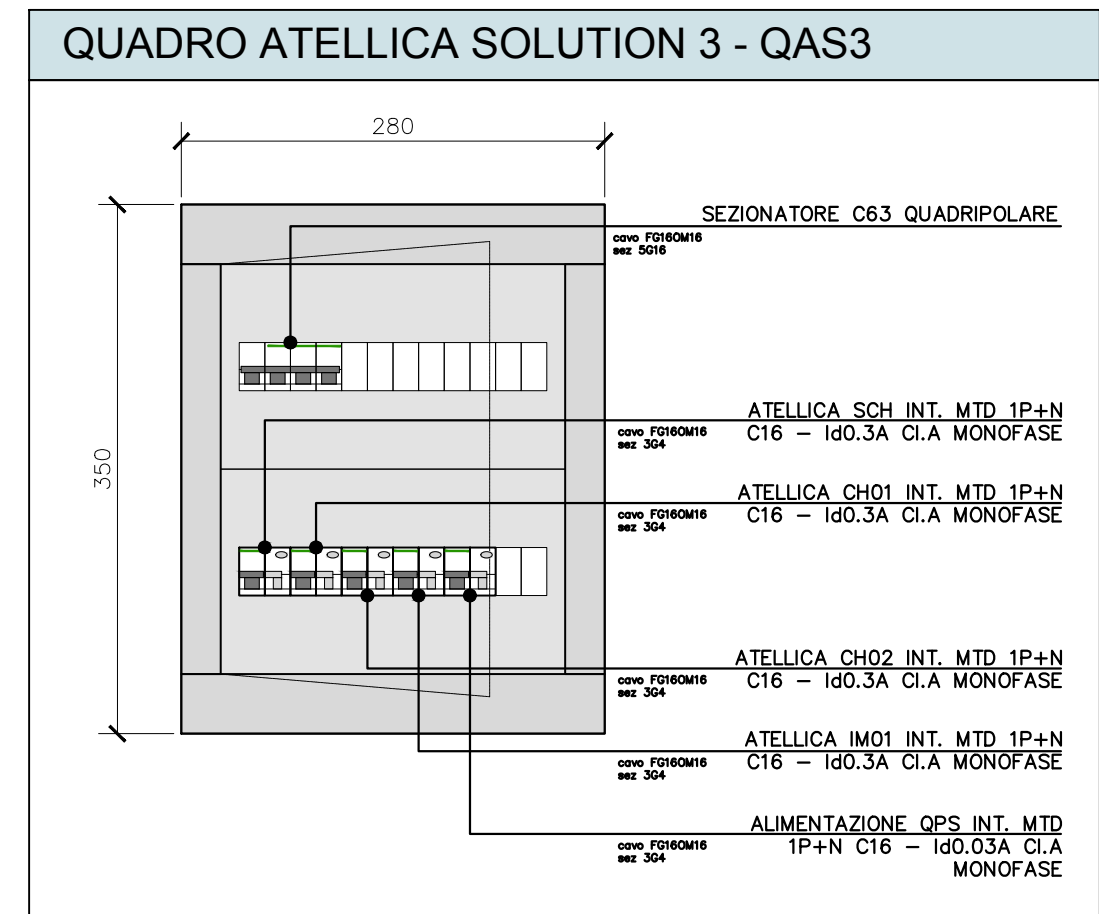 QUADRO ATELLICA SOLUTION 3 - QAS3
280
350
SEZIONATORE C63 QUADRIPOLARE
cavo FG16OM16
sez 5G16
ATELLICA SCH INT. MTD 1P+N
C16 – Id0.3A Cl.A MONOFASE
cavo FG16OM16
sez 3G4
ATELLICA CH01 INT. MTD 1P+N
C16 – Id0.3A Cl.A MONOFASE
cavo FG16OM16
sez 3G4
ATELLICA CH02 INT. MTD 1P+N
C16 – Id0.3A Cl.A MONOFASE
cavo FG16OM16
sez 3G4
ATELLICA IM01 INT. MTD 1P+N
C16 – Id0.3A Cl.A MONOFASE
cavo FG16OM16
sez 3G4
ALIMENTAZIONE QPS INT. MTD
1P+N C16 – Id0.03A Cl.A
MONOFASE
cavo FG16OM16
sez 3G4